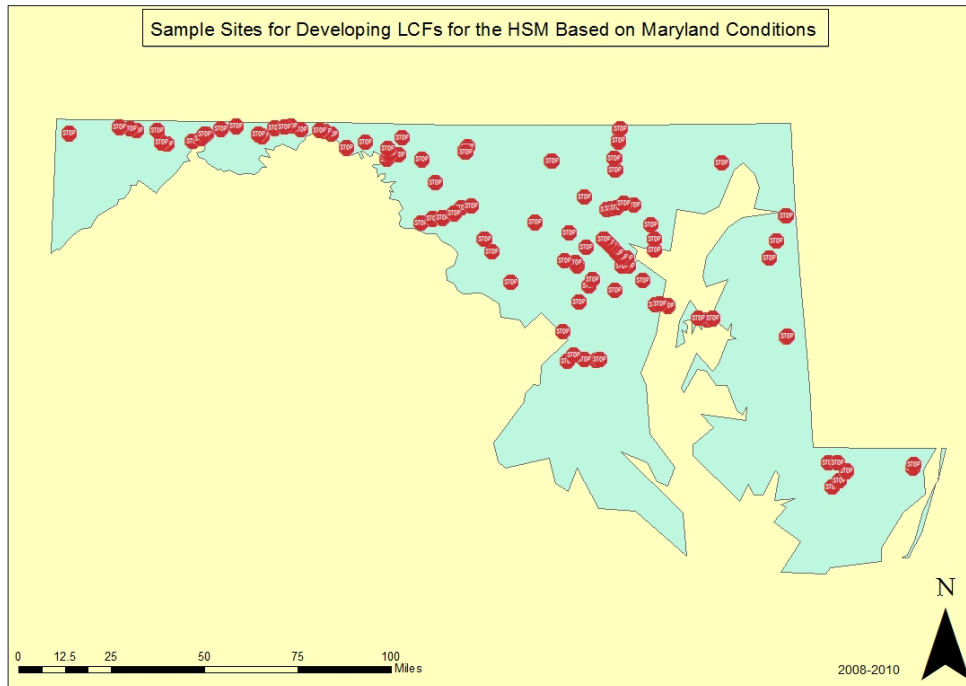 Sample Sites for Developing LCFs for the HSM Based on Maryland Conditions
STOP
N
0 12.5 25 50 75 100
Miles
2008-2010